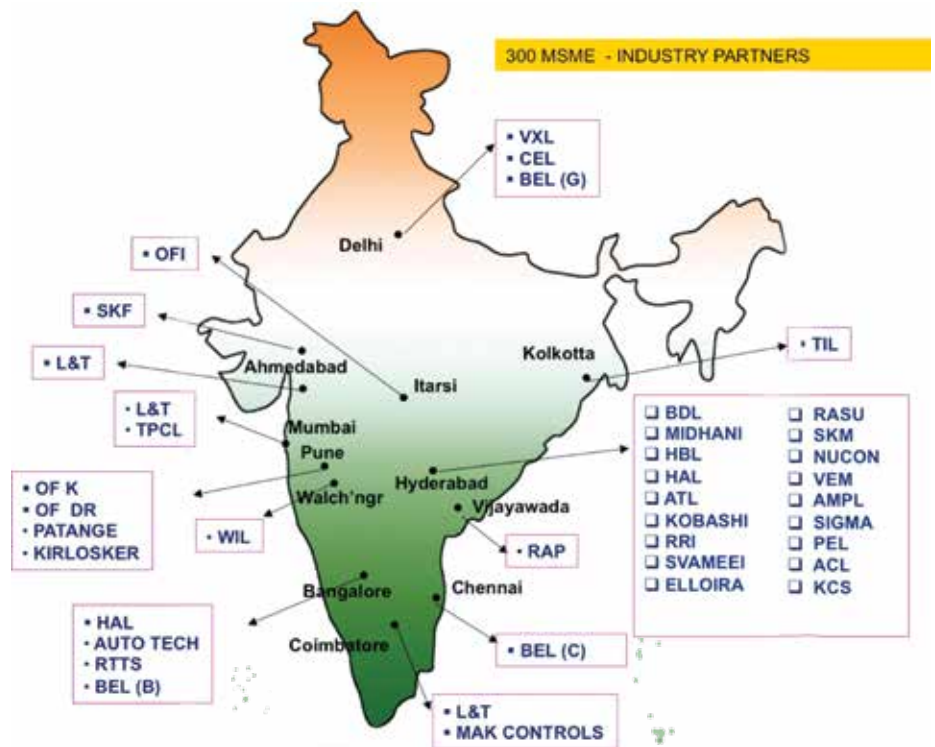 300 MSME - INDUSTRY PARTNERS
▪ VXL
▪ CEL
▪ BEL (G)
Delhi
▪ OFI
▪ SKF
Ahmedabad
▪ L&T
Kolkotta
▪ TIL
Itarsi
▪ L&T
▪ TPCL
Mumbai
Pune
Walch'ngr
Hyderabad
Vijayawada
❑ BDL
❑ MIDHANI
❑ HBL
❑ HAL
❑ ATL
❑ KOBASHI
❑ RRI
❑ SVAMEEI
❑ ELLOIRA
❑ RASU
❑ SKM
❑ NUCON
❑ VEM
❑ AMPL
❑ SIGMA
❑ PEL
❑ ACL
❑ KCS
▪ OF K
▪ OF DR
▪ PATANGE
▪ KIRLOSKER
▪ WIL
▪ RAP
Bangalore
Chennai
Coimbatore
▪ HAL
▪ AUTO TECH
▪ RTTS
▪ BEL (B)
▪ BEL (C)
▪ L&T
▪ MAK CONTROLS